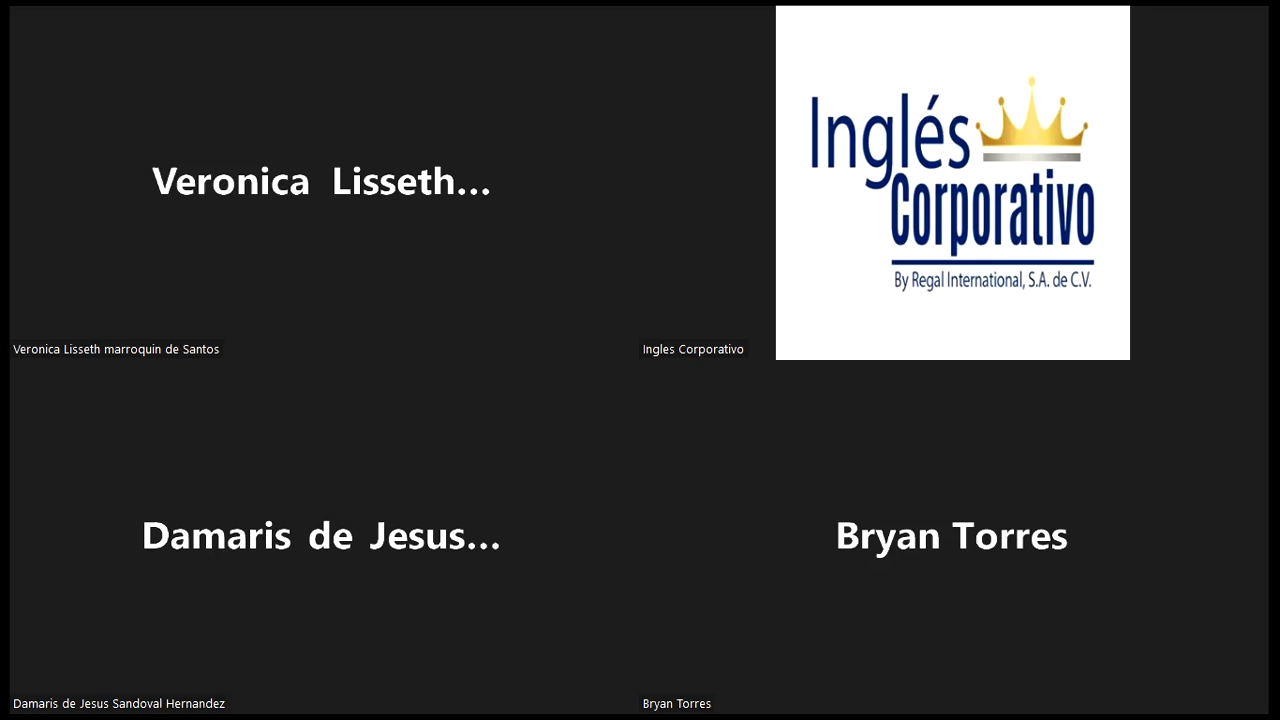 Veronica Lisseth...
Veronica Lisseth marroquin de Santos
Inglés
Corporativo
By Regal International, S.A. de C.V.
Ingles Corporativo
Damaris de Jesus...
Damaris de Jesus Sandoval Hernandez
Bryan Torres
Bryan Torres